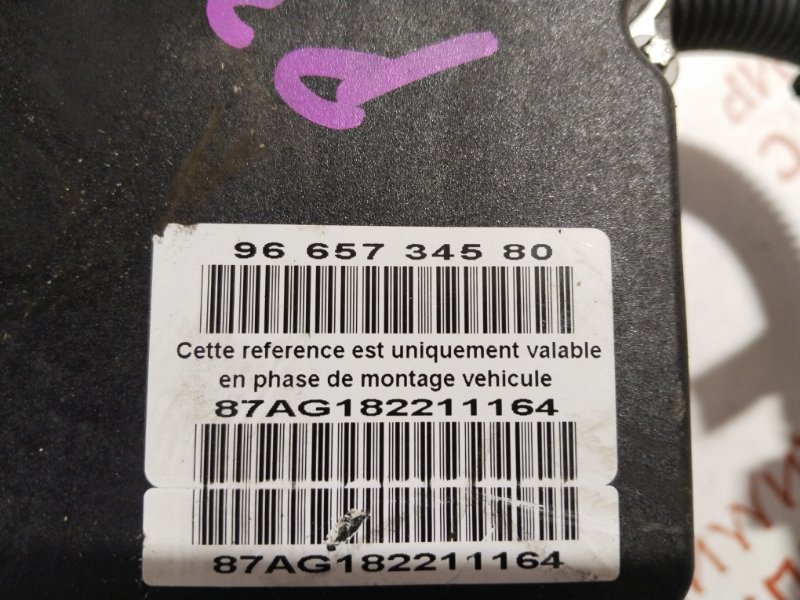 96 657 345 80
Cette reference est uniquement valable
en phase de montage vehicule
87AG182211164
87AG182211164